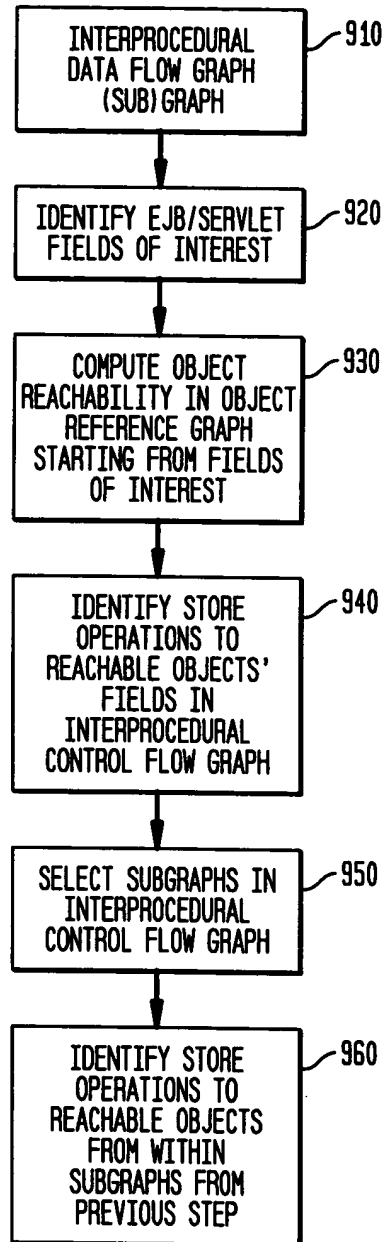 INTERPROCEDURAL
DATA FLOW GRAPH
(SUB)GRAPH
910
IDENTIFY EJB/SERVLET
FIELDS OF INTEREST
920
COMPUTE OBJECT
REACHABILITY IN OBJECT
REFERENCE GRAPH
STARTING FROM FIELDS
OF INTEREST
930
IDENTIFY STORE
OPERATIONS TO
REACHABLE OBJECTS'
FIELDS IN
INTERPROCEDURAL
CONTROL FLOW GRAPH
940
SELECT SUBGRAPHS IN
INTERPROCEDURAL
CONTROL FLOW GRAPH
950
IDENTIFY STORE
OPERATIONS TO
REACHABLE OBJECTS
FROM WITHIN
SUBGRAPHS FROM
PREVIOUS STEP
960